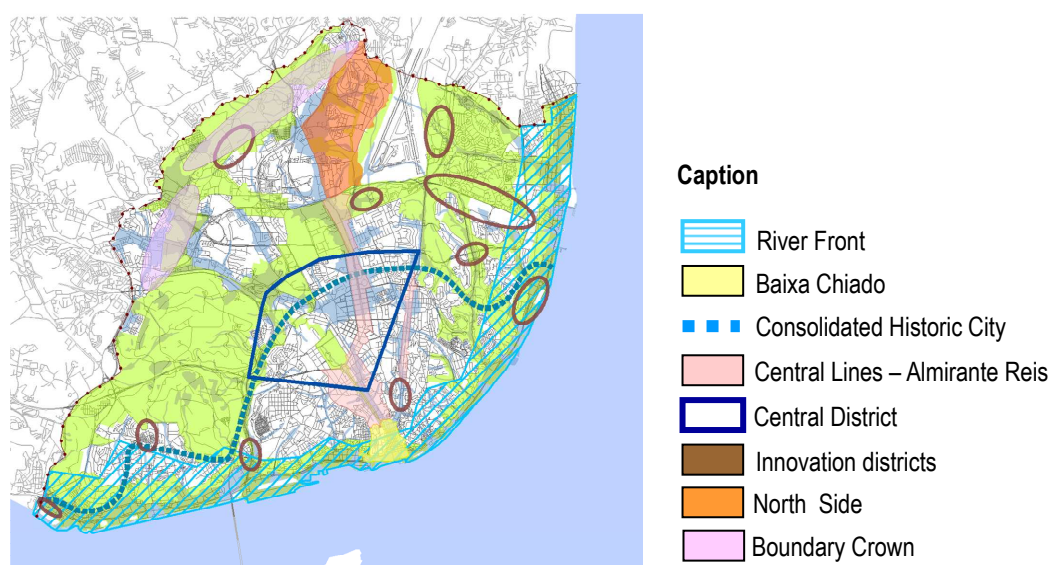 Caption
River Front
Baixa Chiado
Consolidated Historic City
Central Lines – Almirante Reis
Central District
Innovation districts
North Side
Boundary Crown